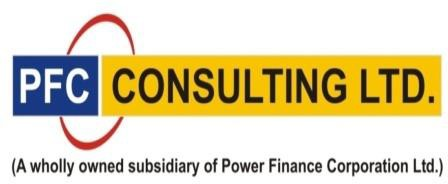 PFC CONSULTING LTD.
(A wholly owned subsidiary of Power Finance Corporation Ltd.)